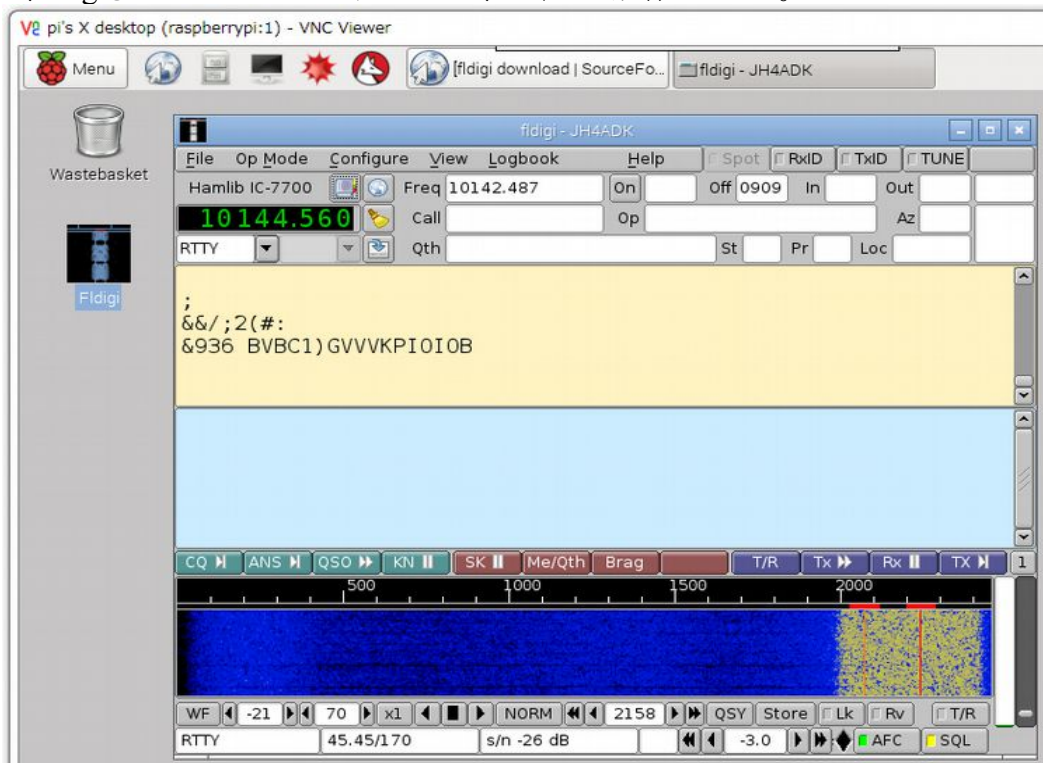 pi's X desktop (raspberrypi:1) - VNC Viewer
Menu
[fldigi download | SourceFo...
fldigi - JH4ADK
Wastebasket
Fldigi
fldigi - JH4ADK
File Op Mode Configure View Logbook Help Spot RxID TxID TUNE
Hamlib IC-7700 Freq 10142.487 On Off 0909 In Out
10144.560 Call Op Az
RTTY Qth St Pr Loc
;
&&/;2(#:
&936 BVBC1)GVVVKPIOIOB
CQ ANS QSO KN SK Me/Qth Brag T/R Tx Rx TX 1
500 1000 1500 2000
WF -21 70 x1 NORM 2158 QSY Store Lk Rv T/R
RTTY 45.45/170 s/n -26 dB -3.0 AFC SQL